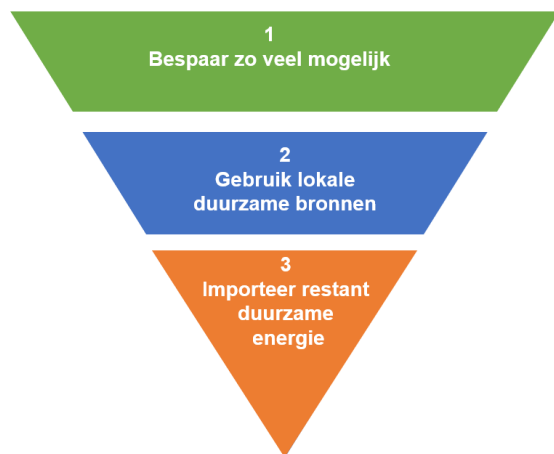 1
Bespaar zo veel mogelijk
2
Gebruik lokale
duurzame bronnen
3
Importeer restant
duurzame
energie